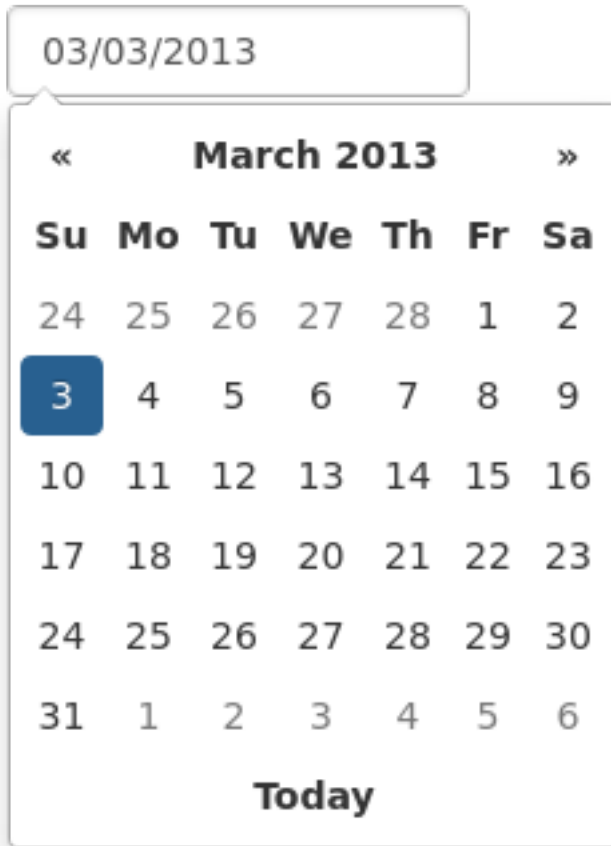 03/03/2013
« March 2013 »
Su Mo Tu We Th Fr Sa
24 25 26 27 28 1 2
3 4 5 6 7 8 9
10 11 12 13 14 15 16
17 18 19 20 21 22 23
24 25 26 27 28 29 30
31 1 2 3 4 5 6
Today